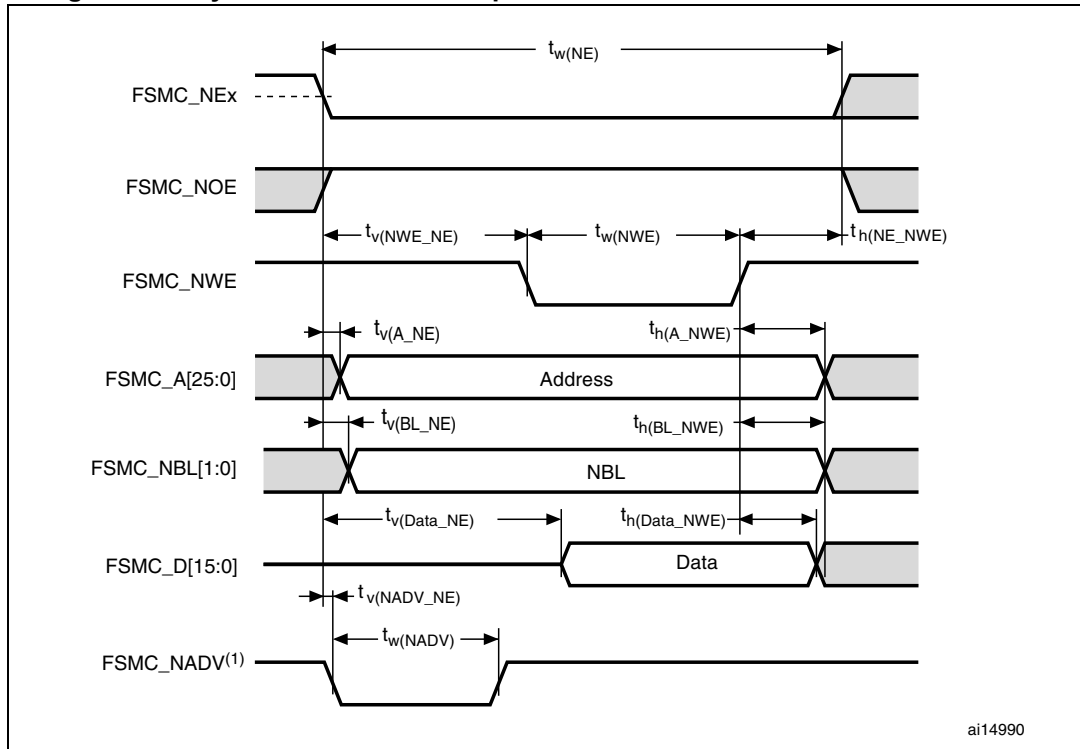 tw(NE)
FSMC_NEx
FSMC_NOE
tv(NWE_NE)
tw(NWE)
t h(NE_NWE)
FSMC_NWE
tv(A_NE)
th(A_NWE)
FSMC_A[25:0]
Address
tv(BL_NE)
th(BL_NWE)
FSMC_NBL[1:0]
NBL
tv(Data_NE)
th(Data_NWE)
FSMC_D[15:0]
Data
t v(NADV_NE)
tw(NADV)
FSMC_NADV(1)
ai14990